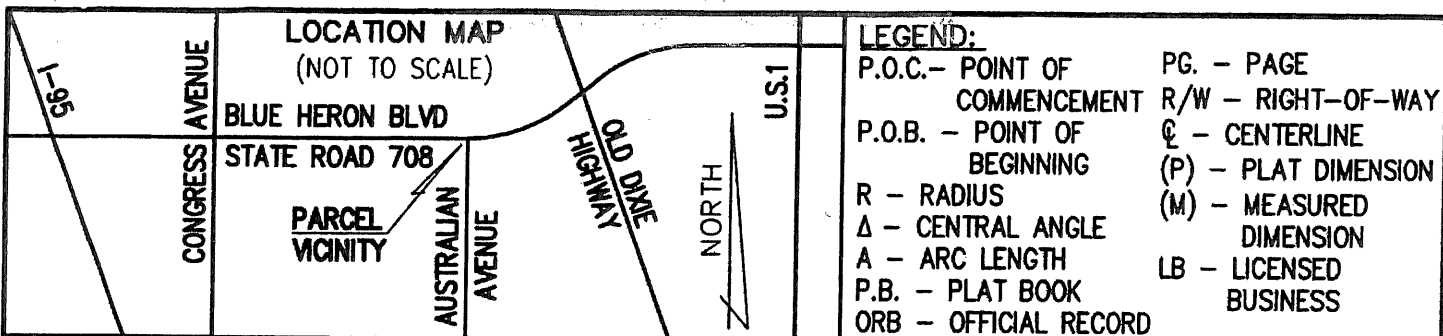 LOCATION MAP
(NOT TO SCALE)
I-95
CONGRESS AVENUE
BLUE HERON BLVD
STATE ROAD 708
PARCEL
VICINITY
AUSTRALIAN
AVENUE
OLD DIXIE
HIGHWAY
NORTH
U.S.1
LEGEND:
P.O.C.– POINT OF
COMMENCEMENT
P.O.B. – POINT OF
BEGINNING
R – RADIUS
Δ – CENTRAL ANGLE
A – ARC LENGTH
P.B. – PLAT BOOK
ORB – OFFICIAL RECORD
PG. – PAGE
R/W – RIGHT–OF–WAY
℄ – CENTERLINE
(P) – PLAT DIMENSION
(M) – MEASURED
DIMENSION
LB – LICENSED
BUSINESS